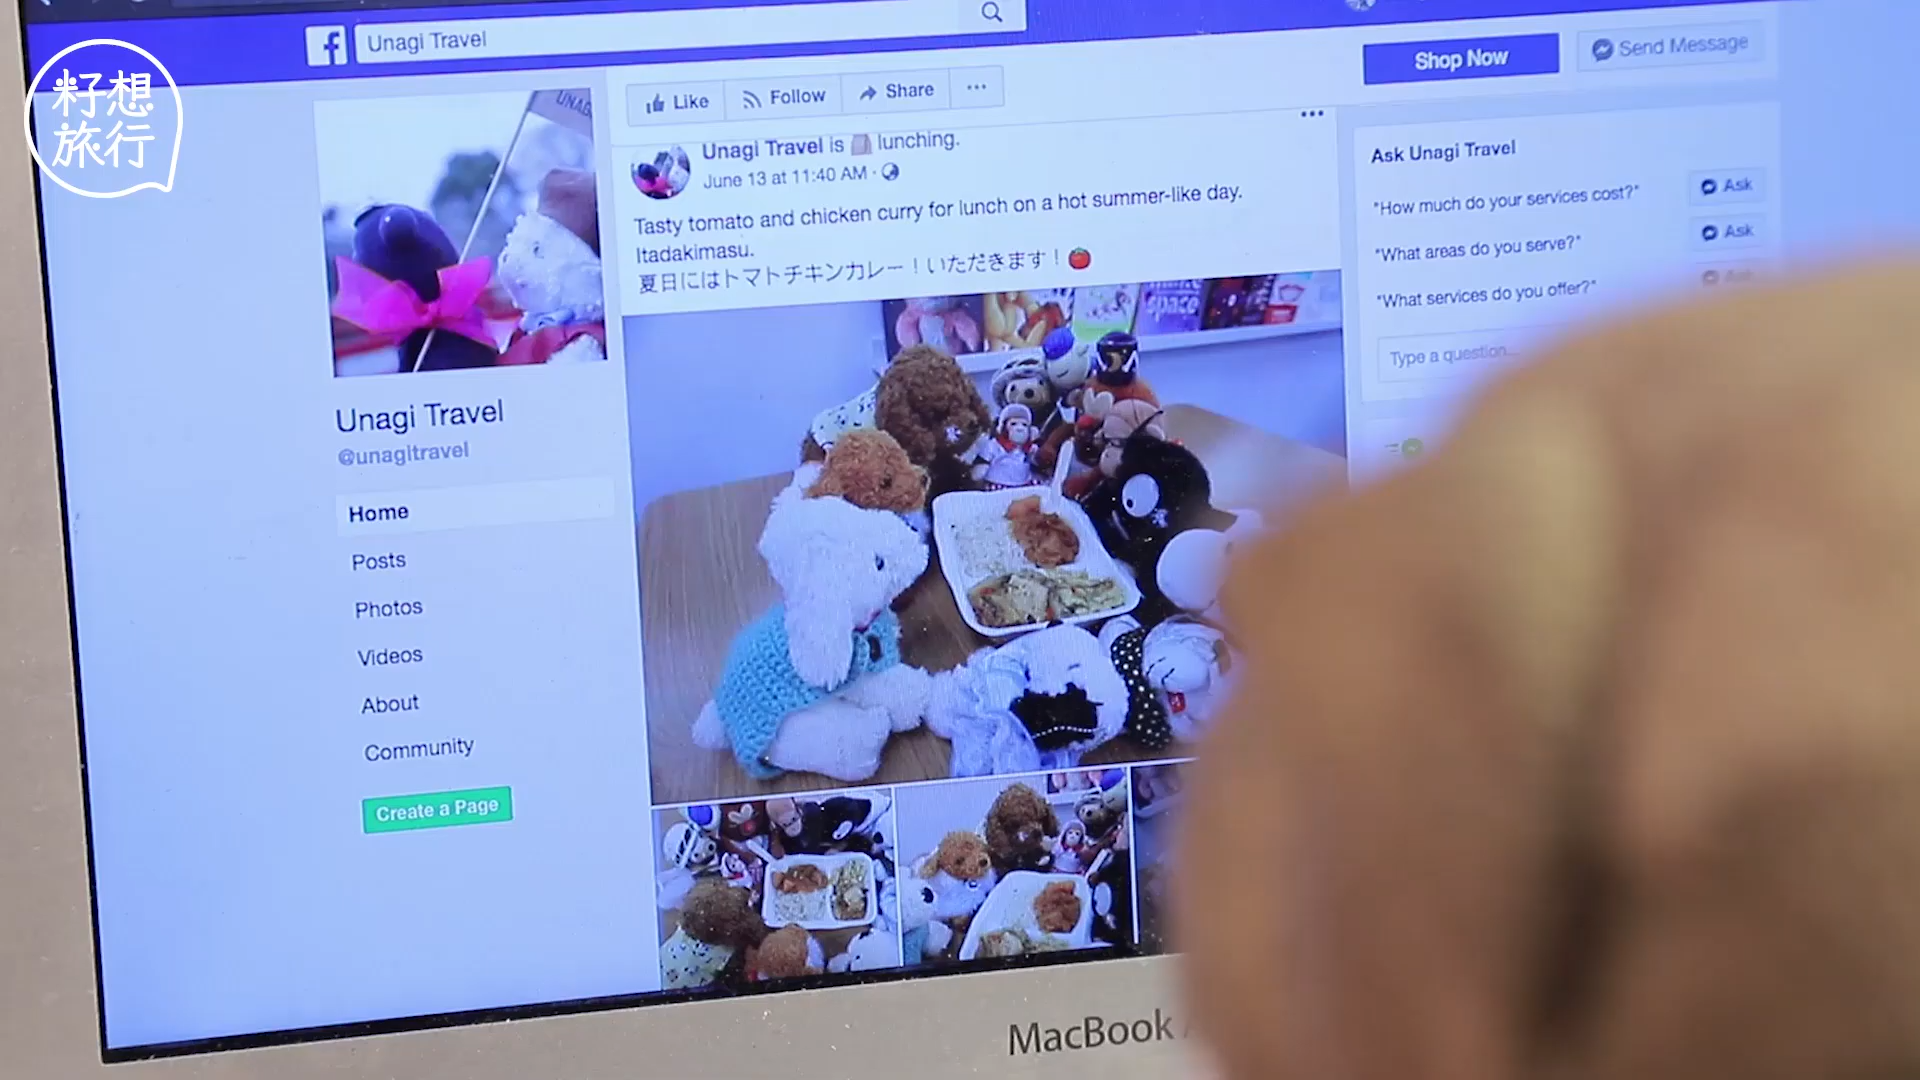 籽想
旅行
Unagi Travel
UNAG
Like
Follow
Share
Shop Now
Send Message
Unagi Travel is lunching.
June 13 at 11:40 AM
Tasty tomato and chicken curry for lunch on a hot summer-like day.
Itadakimasu.
夏日にはトマトチキンカレー！いただきます！
Ask Unagi Travel
"How much do your services cost?"
Ask
"What areas do you serve?"
Ask
"What services do you offer?"
Ask
Type a question...
space
Unagi Travel
@unagitravel
Home
Posts
Photos
Videos
About
Community
Create a Page
MacBook